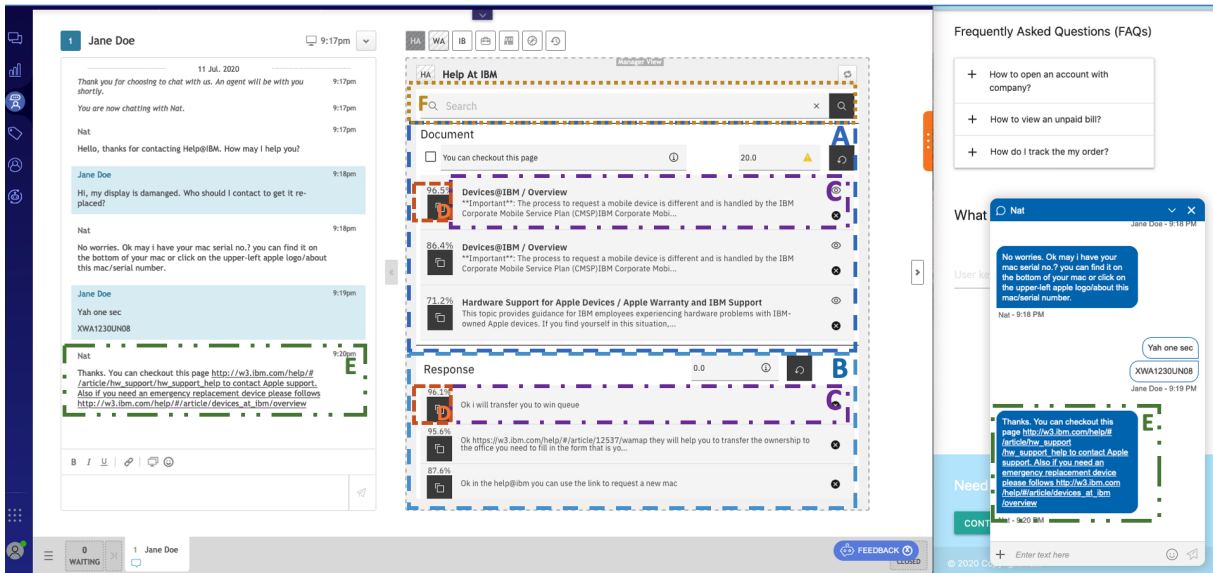 1 Jane Doe 9:17pm
11 Jul. 2020
Thank you for choosing to chat with us. An agent will be with you 9:17pm
shortly.
You are now chatting with Nat. 9:17pm
Nat 9:17pm
Hello, thanks for contacting Help@IBM. How may I help you?
Jane Doe 9:18pm
Hi, my display is damanged. Who should I contact to get it re-
placed?
Nat 9:18pm
No worries. Ok may i have your mac serial no.? you can find it on
the bottom of your mac or click on the upper-left apple logo/about
this mac/serial number.
Jane Doe 9:19pm
Yah one sec
XWA1230UN08
Nat 9:20pm
E
Thanks. You can checkout this page http://w3.ibm.com/help/#
/article/hw_support/hw_support_help to contact Apple support.
Also if you need an emergency replacement device please follows
http://w3.ibm.com/help/#/article/devices_at_ibm/overview
B I U
0
WAITING
1 Jane Doe
HA WA IB
Manager View
HA Help At IBM
F Search
A
Document
You can checkout this page 20.0
96.5% Devices@IBM / Overview C
D **Important**: The process to request a mobile device is different and is handled by the IBM
Corporate Mobile Service Plan (CMSP)IBM Corporate Mobi...
86.4% Devices@IBM / Overview
**Important**: The process to request a mobile device is different and is handled by the IBM
Corporate Mobile Service Plan (CMSP)IBM Corporate Mobi...
71.2% Hardware Support for Apple Devices / Apple Warranty and IBM Support
This topic provides guidance for IBM employees experiencing hardware problems with IBM-
owned Apple devices. If you find yourself in this situation,...
Response 0.0 B
96.1%
D Ok i will transfer you to win queue C
95.6%
Ok https://w3.ibm.com/help/#/article/12537/wamap they will help you to transfer the ownership to
the office you need to fill in the form that is yo...
87.6%
Ok in the help@ibm you can use the link to request a new mac
FEEDBACK
CLOSED
Frequently Asked Questions (FAQs)
+ How to open an account with
company?
+ How to view an unpaid bill?
+ How do I track the my order?
What
User ke
Need
CONT
© 2020 C
Nat
Jane Doe - 9:18 PM
No worries. Ok may i have your
mac serial no.? you can find it on
the bottom of your mac or click on
the upper-left apple logo/about this
mac/serial number.
Nat - 9:18 PM
Yah one sec
XWA1230UN08
Jane Doe - 9:19 PM
E
Thanks. You can checkout this
page http://w3.ibm.com/help/#
/article/hw_support
/hw_support_help to contact Apple
support. Also if you need an
emergency replacement device
please follows http://w3.ibm.com
/help/#/article/devices_at_ibm
/overview
Nat - 9:20 PM
+ Enter text here